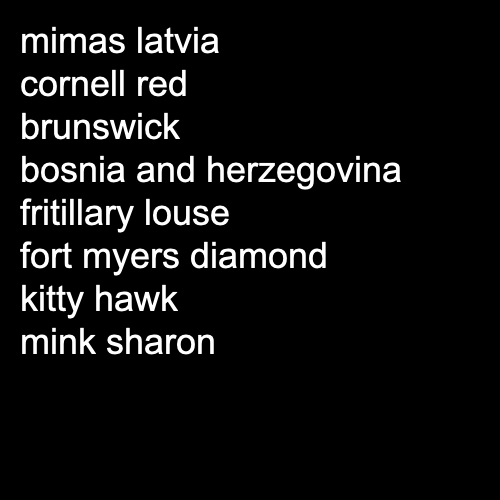 mimas latvia
cornell red
brunswick
bosnia and herzegovina
fritillary louse
fort myers diamond
kitty hawk
mink sharon